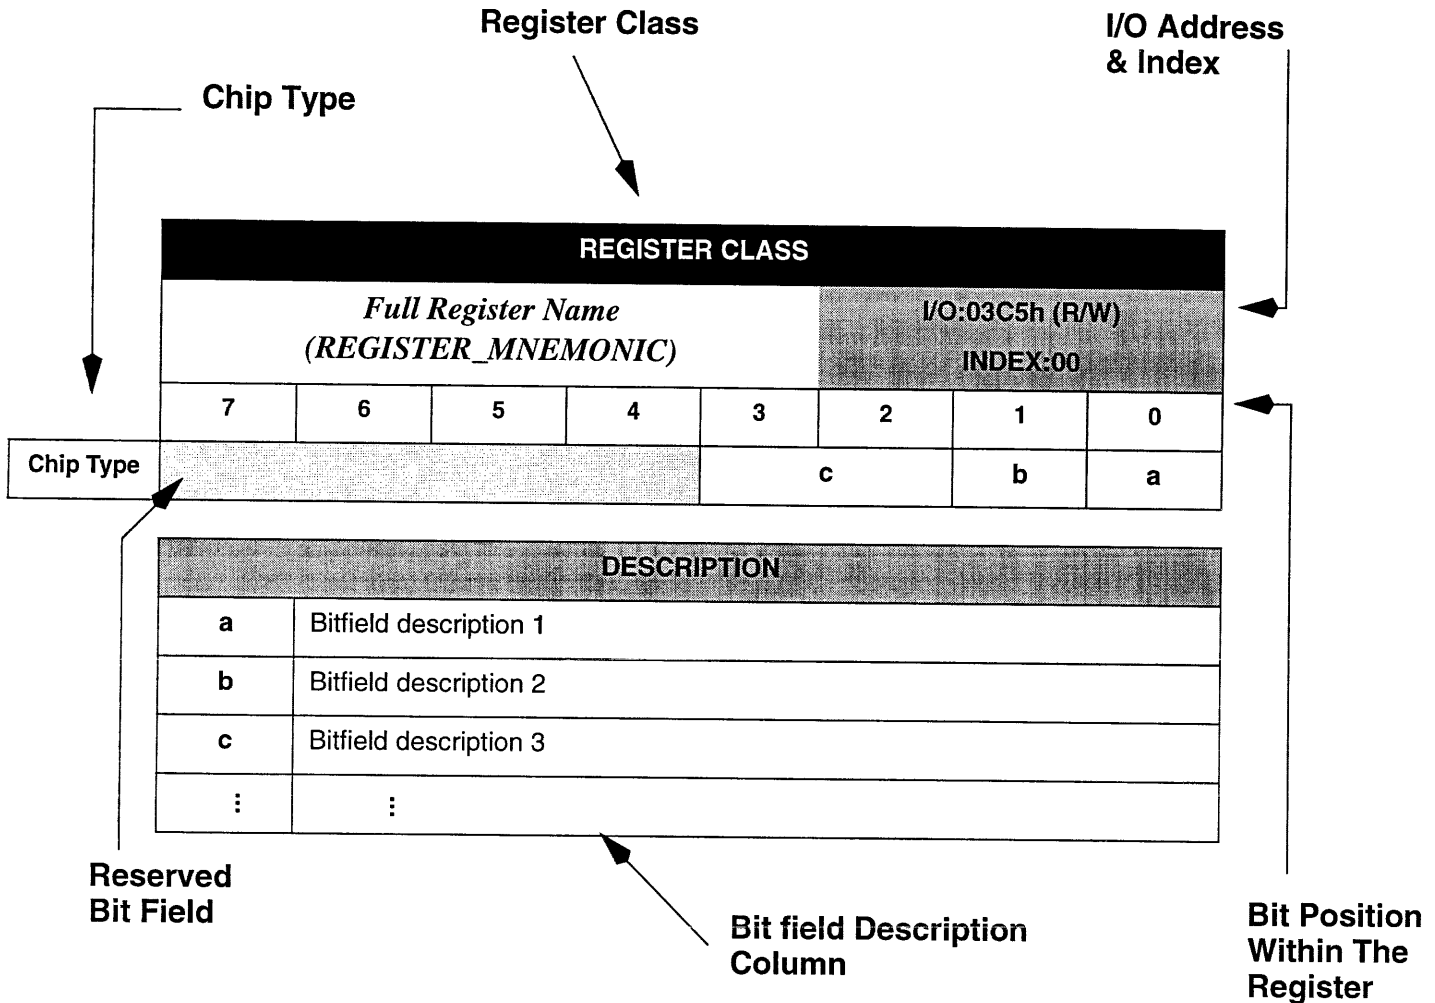 Register Class
I/O Address
& Index
Chip Type
REGISTER CLASS
Full Register Name
(REGISTER_MNEMONIC)
I/O:03C5h (R/W)
INDEX:00
7 6 5 4 3 2 1 0
Chip Type c b a
DESCRIPTION
a Bitfield description 1
b Bitfield description 2
c Bitfield description 3
⋮ ⋮
Reserved
Bit Field
Bit field Description
Column
Bit Position
Within The
Register